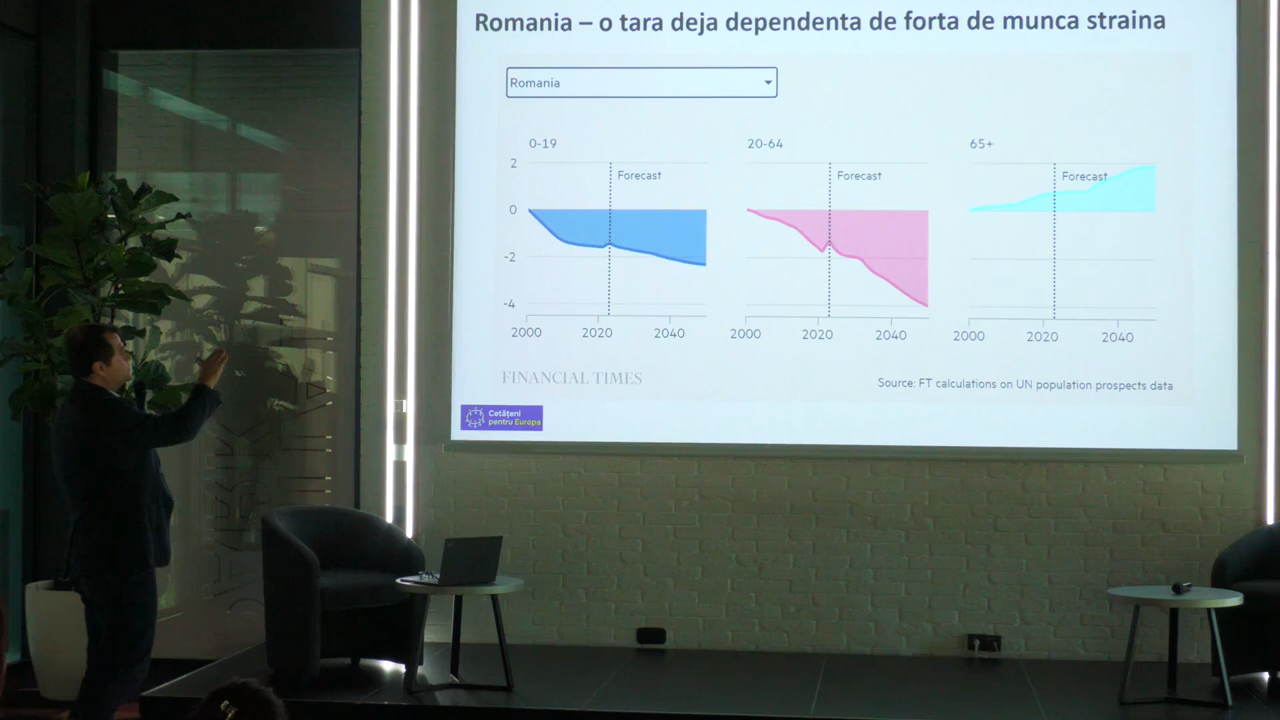 Romania – o tara deja dependenta de forta de munca straina
Romania
0-19
20-64
65+
2
0
-2
-4
Forecast
Forecast
Forecast
2000 2020 2040
2000 2020 2040
2000 2020 2040
FINANCIAL TIMES
Source: FT calculations on UN population prospects data
Cetățeni
pentru Europa